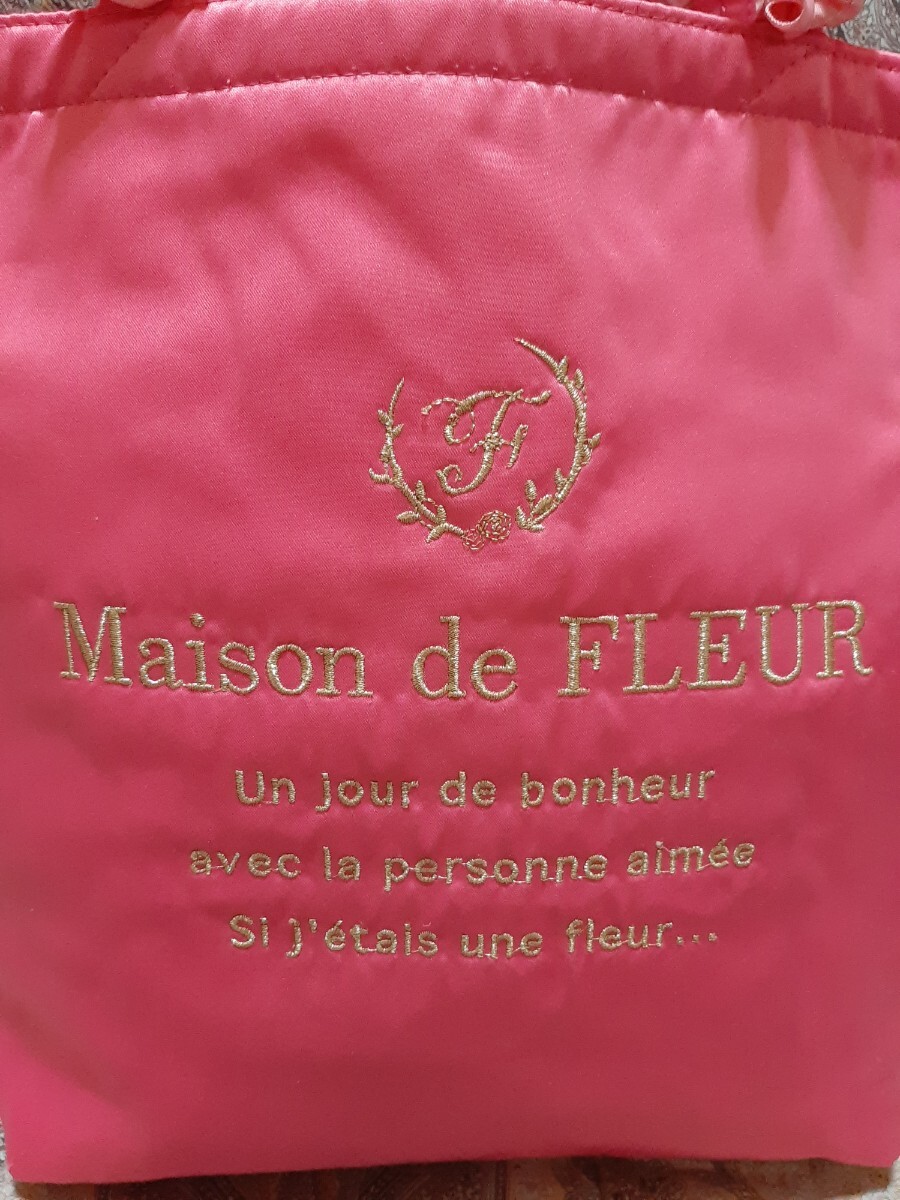 F
Maison de FLEUR
Un jour de bonheur
avec la personne aimée
Si j'étais une fleur...